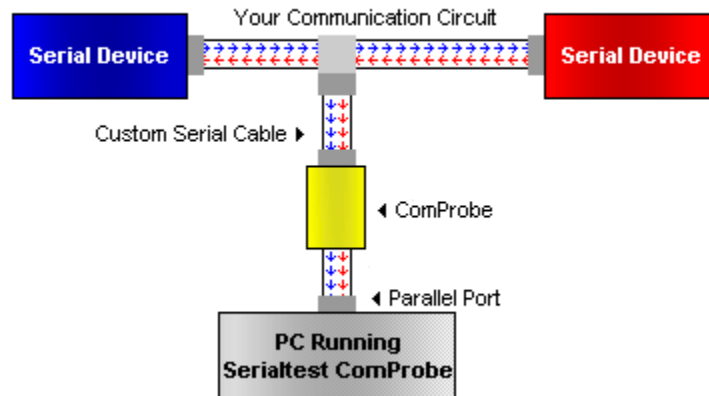 Your Communication Circuit
Serial Device
Serial Device
Custom Serial Cable
ComProbe
Parallel Port
PC Running
Serialtest ComProbe